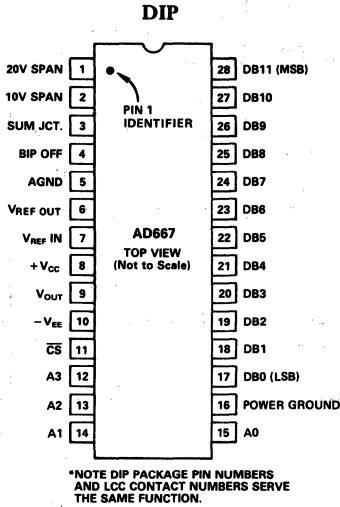 DIP
20V SPAN 1 28 DB11 (MSB)
10V SPAN 2 27 DB10
PIN 1
IDENTIFIER
SUM JCT. 3 26 DB9
BIP OFF 4 25 DB8
AGND 5 24 DB7
VREF OUT 6 23 DB6
VREF IN 7 22 DB5
AD667
TOP VIEW
(Not to Scale)
+VCC 8 21 DB4
VOUT 9 20 DB3
−VEE 10 19 DB2
C̅S̅ 11 18 DB1
A3 12 17 DB0 (LSB)
A2 13 16 POWER GROUND
A1 14 15 A0
*NOTE DIP PACKAGE PIN NUMBERS
AND LCC CONTACT NUMBERS SERVE
THE SAME FUNCTION.